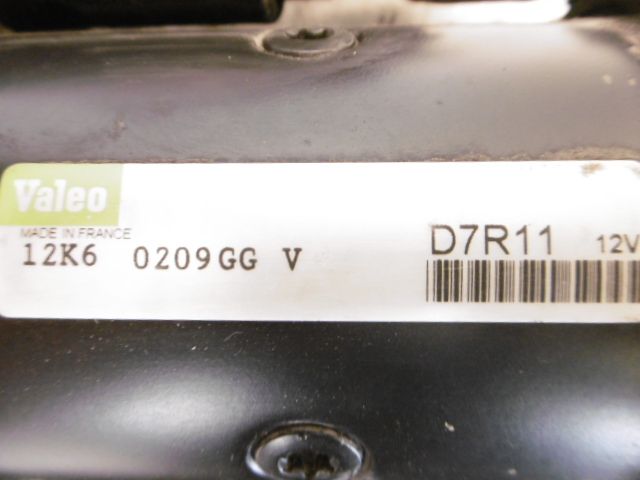 Valeo
MADE IN FRANCE
12K6 0209GG V
D7R11 12V